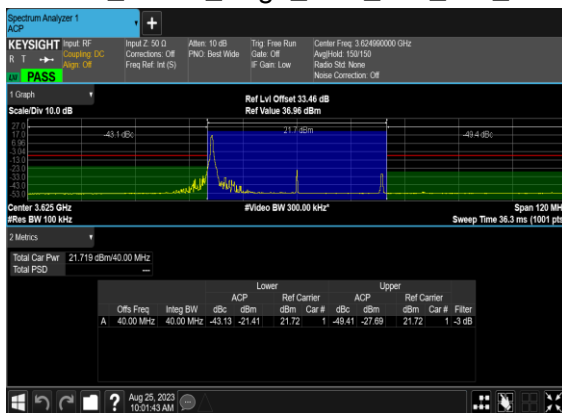 Spectrum Analyzer 1
ACP
+
KEYSIGHT Input: RF
R T
Coupling: DC
Align: Off
Input Z: 50 Ω
Corrections: Off
Freq Ref: Int (S)
Atten: 10 dB
PNO: Best Wide
Trig: Free Run
Gate: Off
IF Gain: Low
Center Freq: 3.624990000 GHz
Avg|Hold: 150/150
Radio Std: None
Noise Correction: Off
PASS
1 Graph
Scale/Div 10.0 dB
Ref Lvl Offset 33.46 dB
Ref Value 36.96 dBm
27.0
17.0
6.96
-3.04
-13.0
-23.0
-33.0
-43.0
-53.0
-43.1 dBc
21.7 dBm
-49.4 dBc
Center 3.625 GHz
#Res BW 100 kHz
#Video BW 300.00 kHz*
Span 120 MH
Sweep Time 36.3 ms (1001 pts
2 Metrics
Total Car Pwr 21.719 dBm/40.00 MHz
Total PSD ---
Lower Upper
ACP Ref Carrier ACP Ref Carrier
Offs Freq Integ BW dBc dBm dBm Car # dBc dBm dBm Car # Filter
A 40.00 MHz 40.00 MHz -43.13 -21.41 21.72 1 -49.41 -27.69 21.72 1 -3 dB
?
Aug 25, 2023
10:01:43 AM